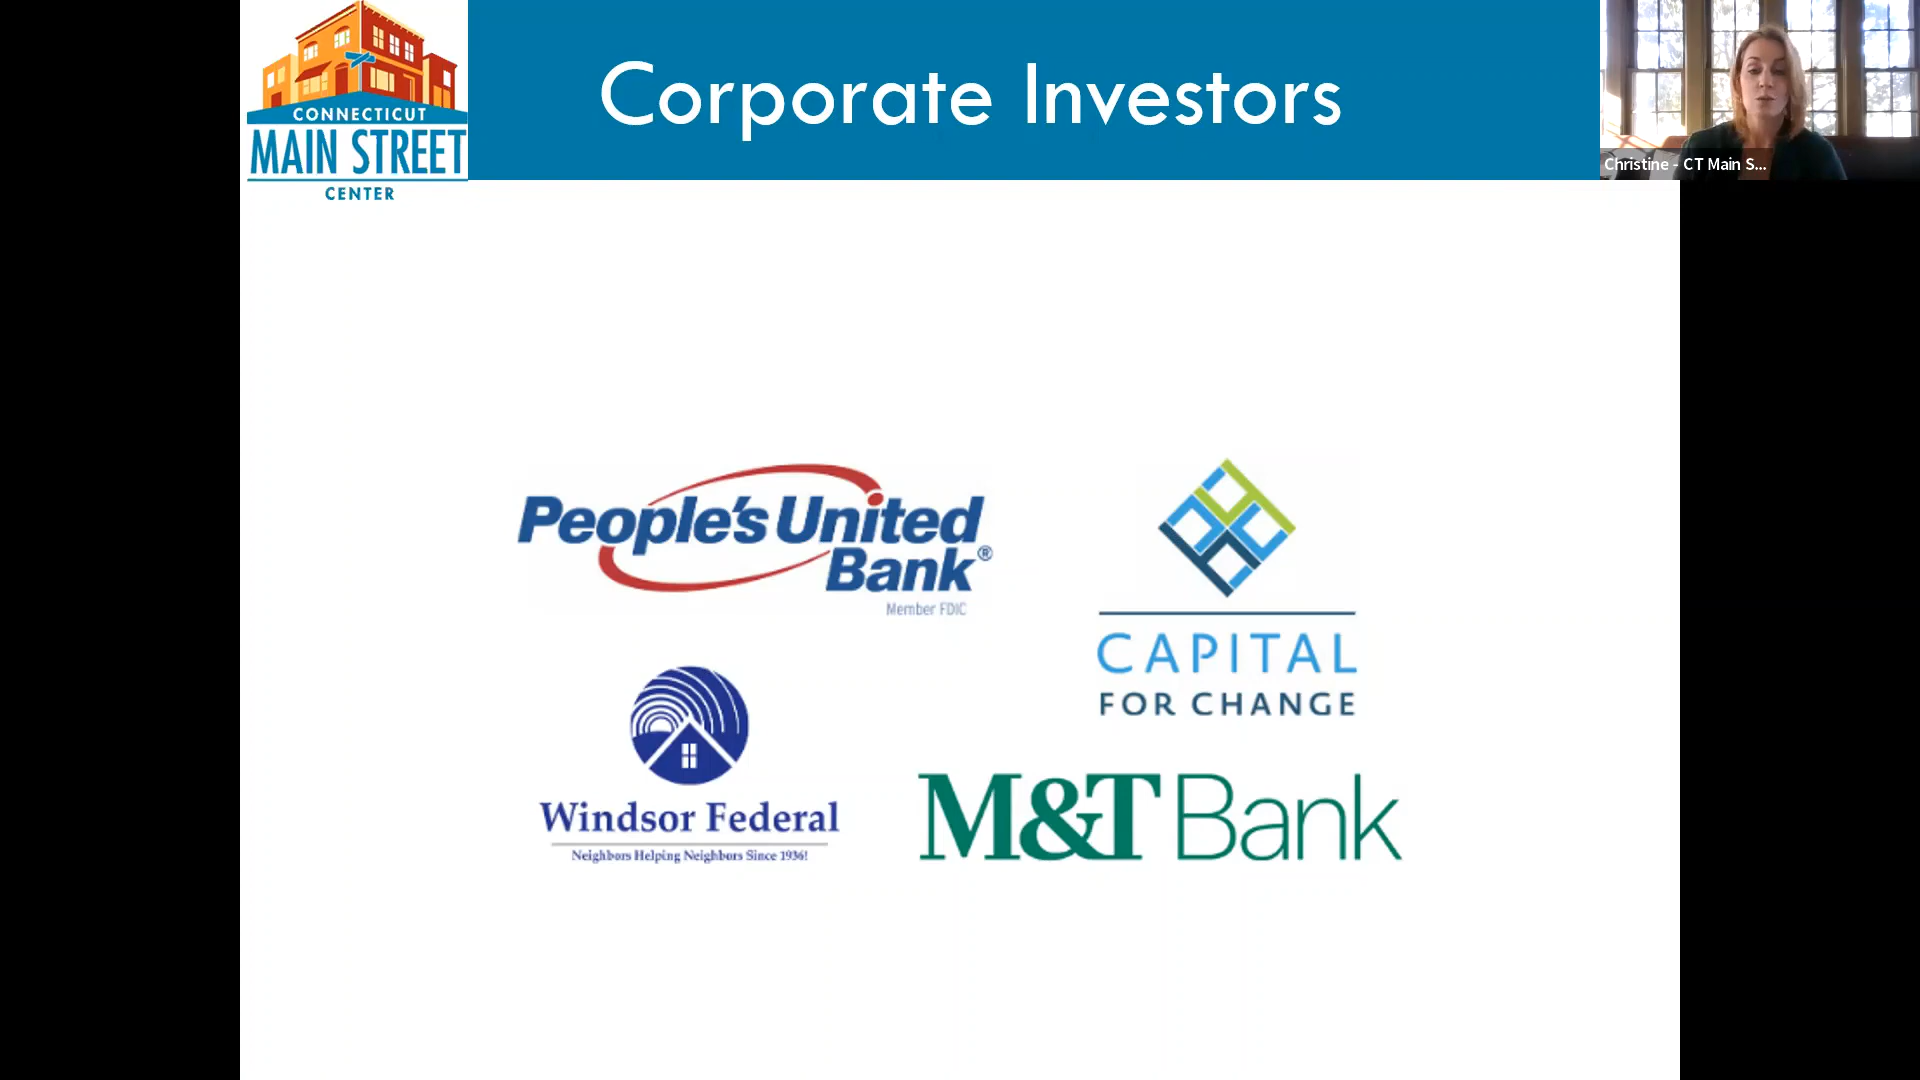 CONNECTICUT
MAIN STREET
CENTER
Corporate Investors
Christine - CT Main S...
People's United
Bank®
Member FDIC
CAPITAL
FOR CHANGE
Windsor Federal
Neighbors Helping Neighbors Since 1936!
M&T Bank